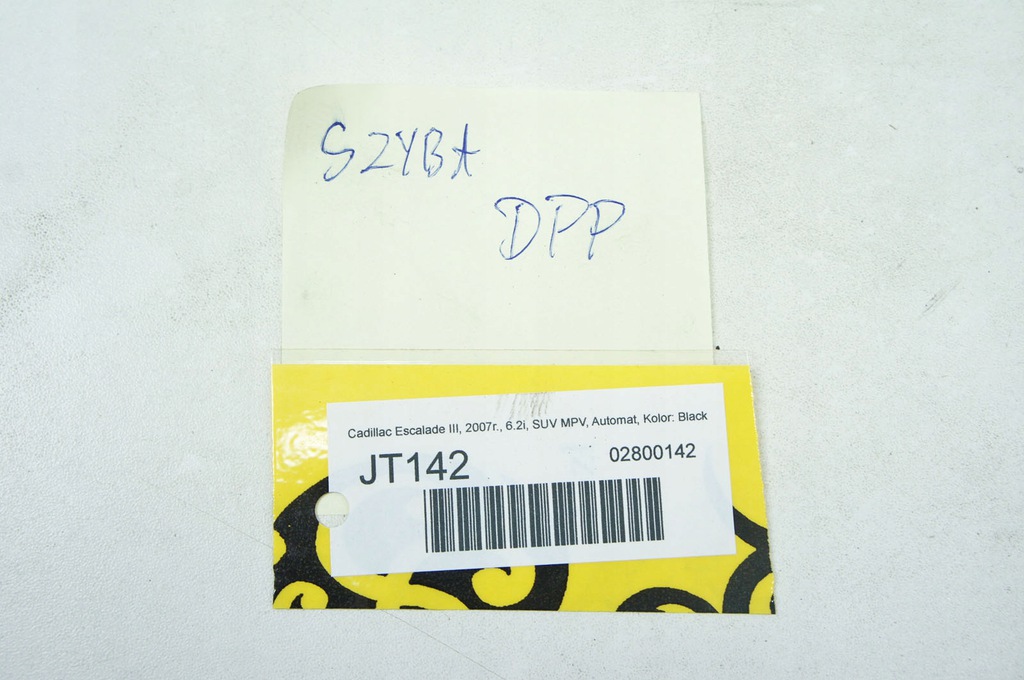 SZYBA
DPP
Cadillac Escalade III, 2007r., 6.2i, SUV MPV, Automat, Kolor: Black
JT142
02800142